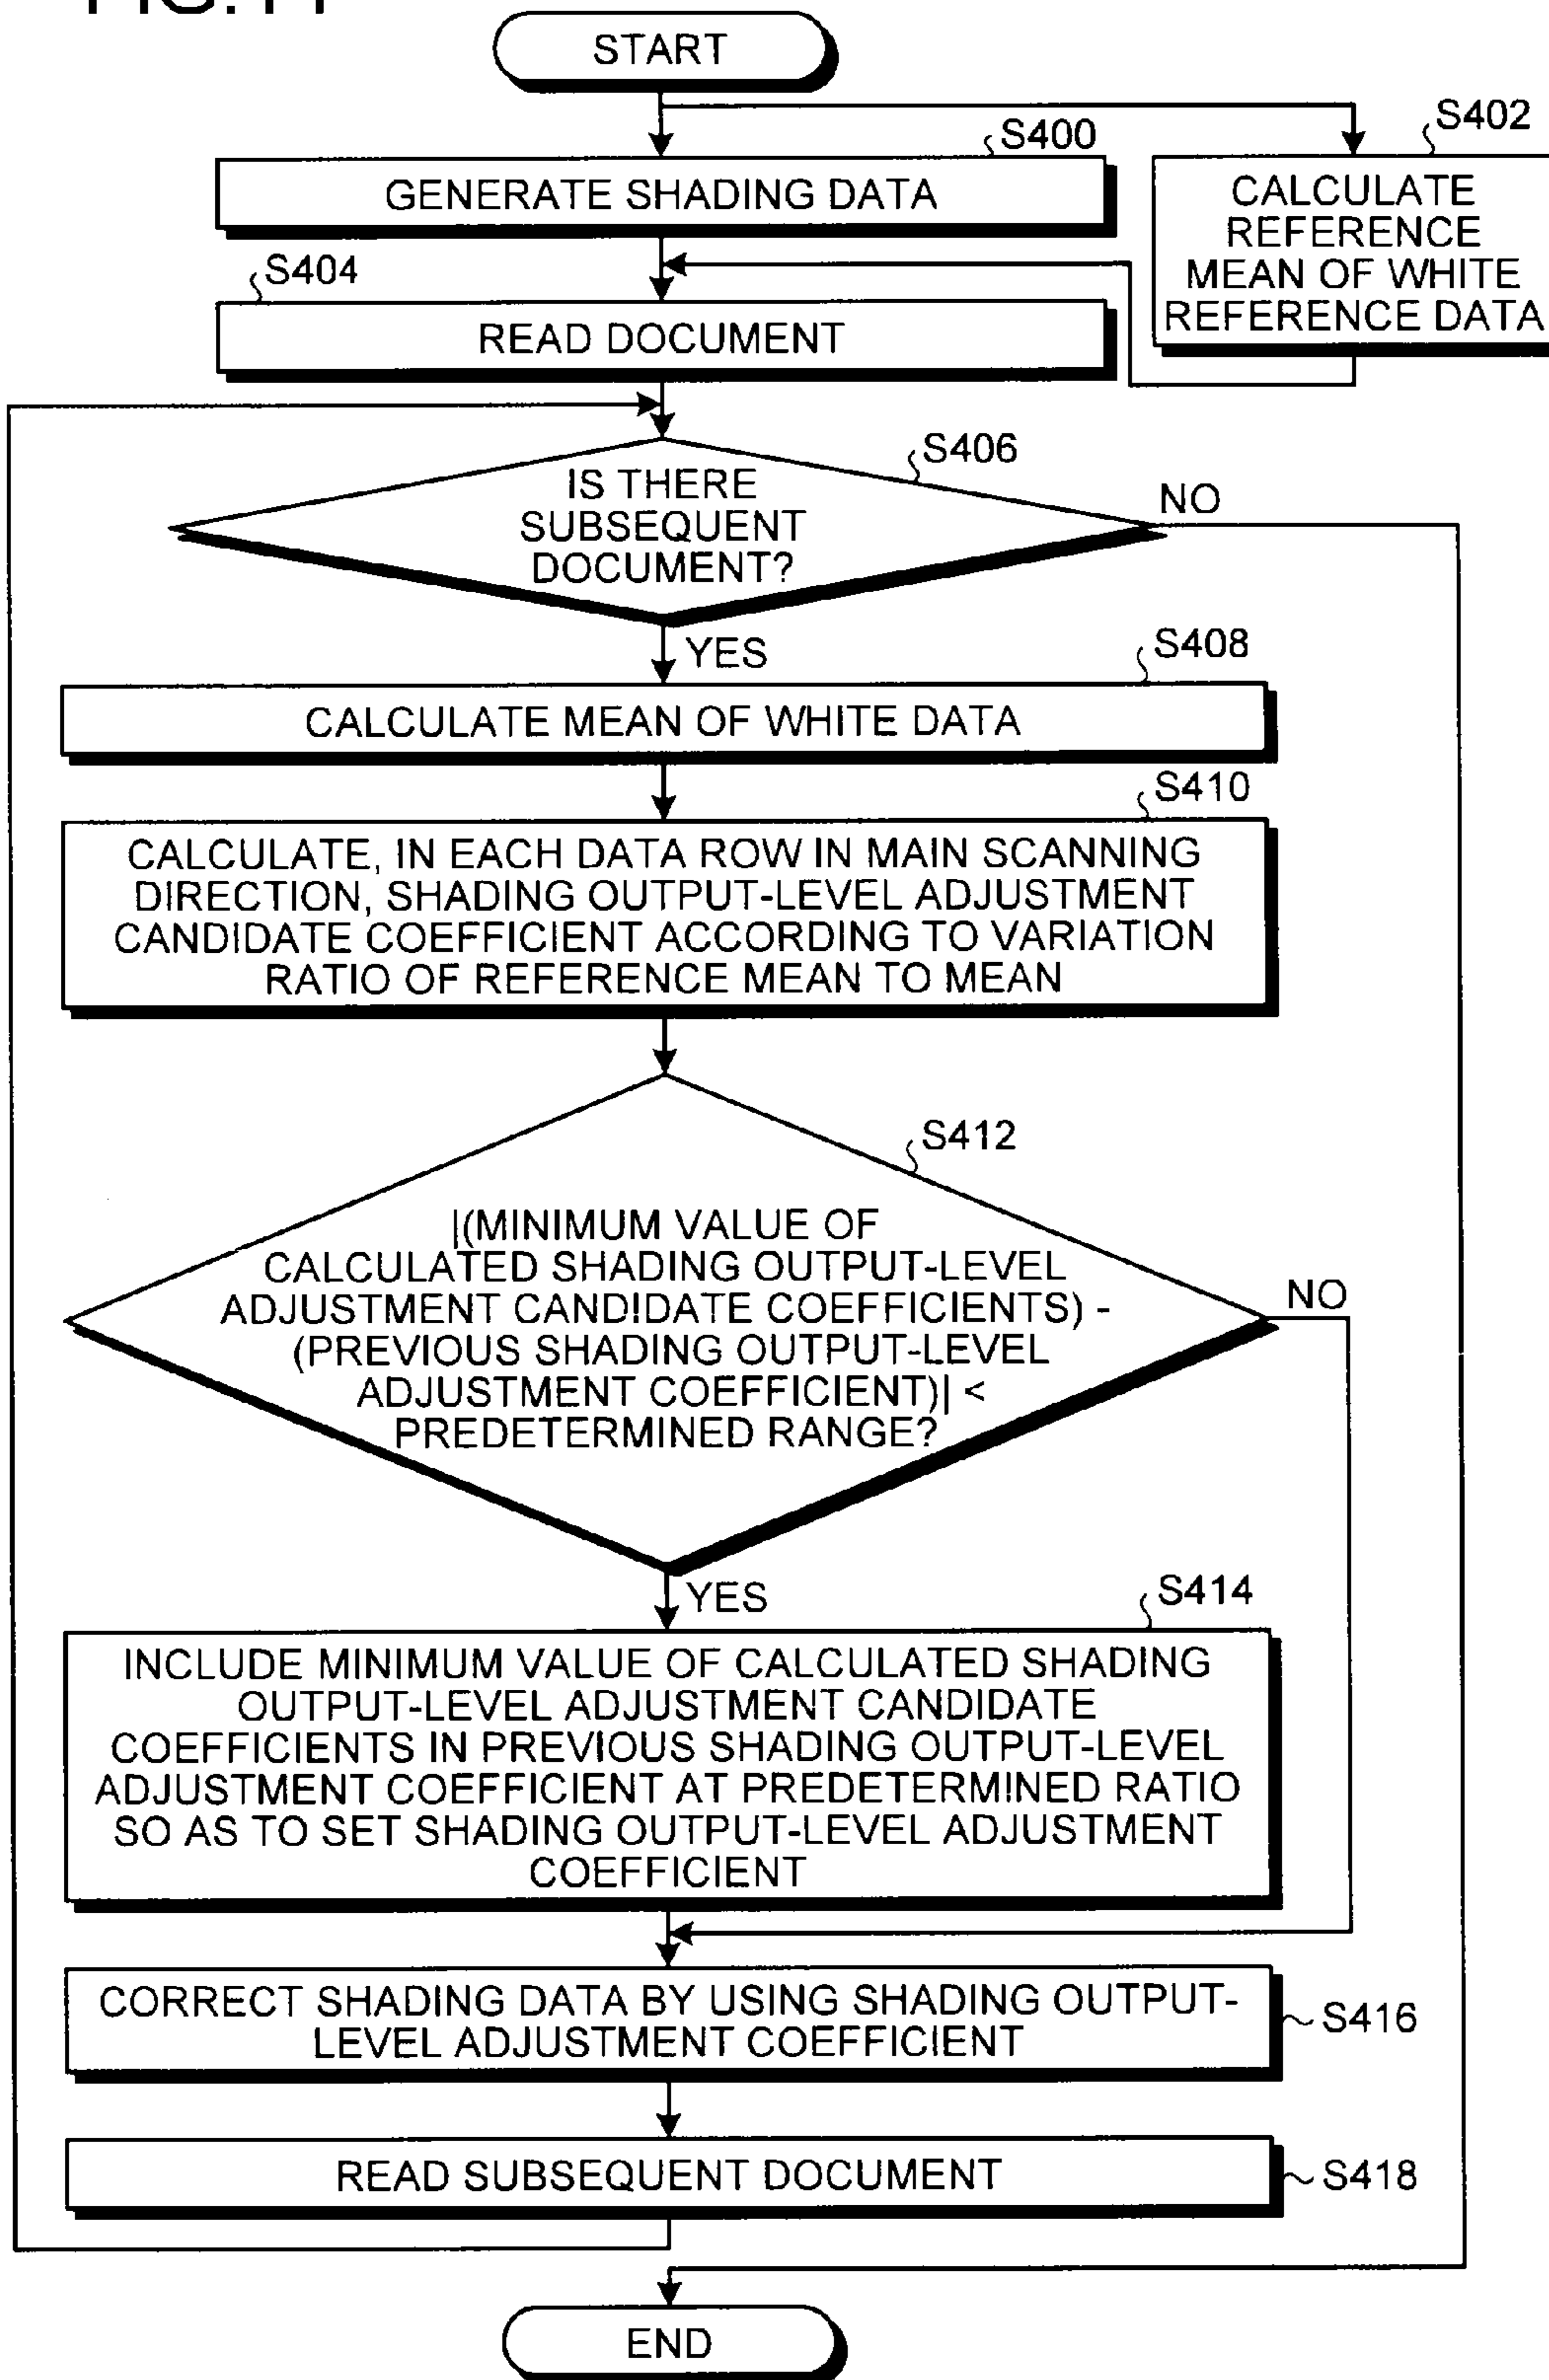 START
S400
S402
GENERATE SHADING DATA
CALCULATE
REFERENCE
MEAN OF WHITE
REFERENCE DATA
S404
READ DOCUMENT
S406
IS THERE
SUBSEQUENT
DOCUMENT?
NO
YES
S408
CALCULATE MEAN OF WHITE DATA
S410
CALCULATE, IN EACH DATA ROW IN MAIN SCANNING
DIRECTION, SHADING OUTPUT-LEVEL ADJUSTMENT
CANDIDATE COEFFICIENT ACCORDING TO VARIATION
RATIO OF REFERENCE MEAN TO MEAN
S412
|(MINIMUM VALUE OF
CALCULATED SHADING OUTPUT-LEVEL
ADJUSTMENT CANDIDATE COEFFICIENTS) -
(PREVIOUS SHADING OUTPUT-LEVEL
ADJUSTMENT COEFFICIENT)| <
PREDETERMINED RANGE?
NO
YES
S414
INCLUDE MINIMUM VALUE OF CALCULATED SHADING
OUTPUT-LEVEL ADJUSTMENT CANDIDATE
COEFFICIENTS IN PREVIOUS SHADING OUTPUT-LEVEL
ADJUSTMENT COEFFICIENT AT PREDETERMINED RATIO
SO AS TO SET SHADING OUTPUT-LEVEL ADJUSTMENT
COEFFICIENT
CORRECT SHADING DATA BY USING SHADING OUTPUT-
LEVEL ADJUSTMENT COEFFICIENT
S416
READ SUBSEQUENT DOCUMENT
S418
END